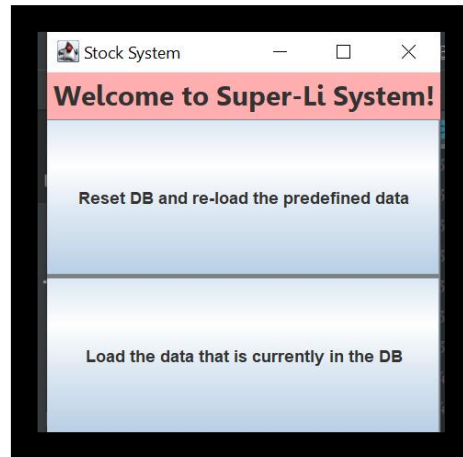 Stock System
Welcome to Super-Li System!
Reset DB and re-load the predefined data
Load the data that is currently in the DB